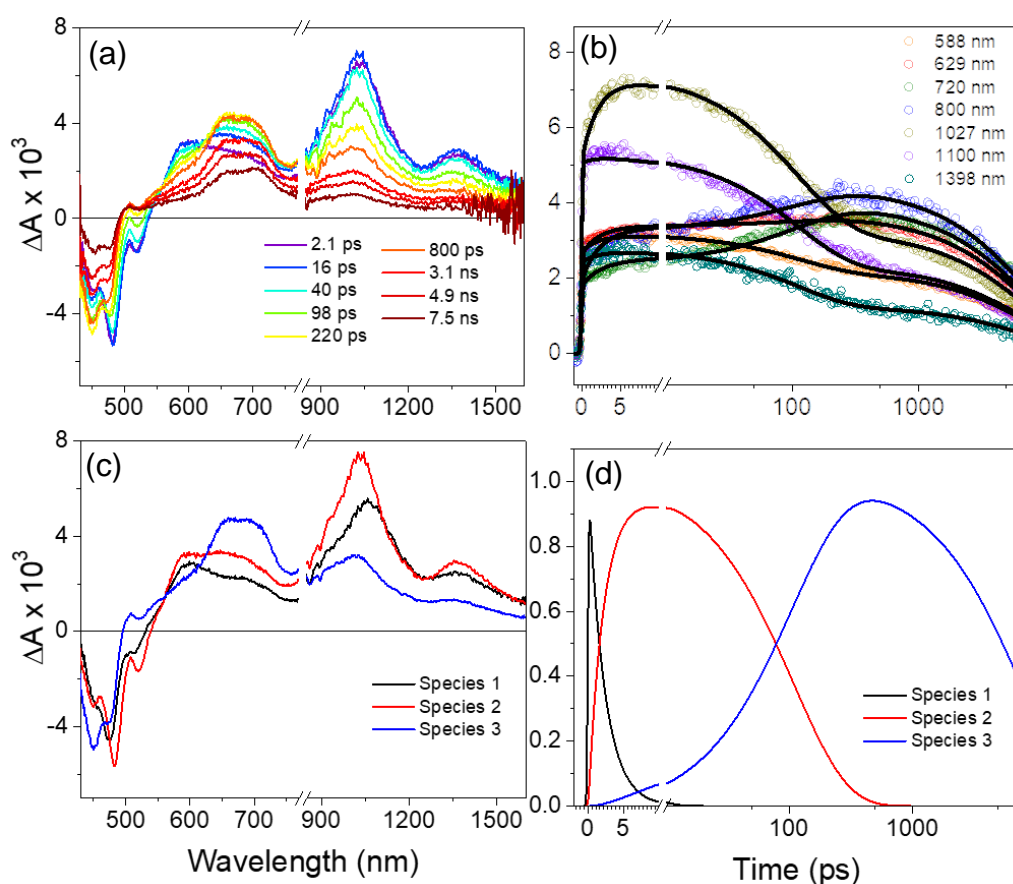 (a)
ΔA x 10³
8
4
0
−4
2.1 ps
16 ps
40 ps
98 ps
220 ps
800 ps
3.1 ns
4.9 ns
7.5 ns
500
600
700
900
1200
1500
(b)
8
6
4
2
0
588 nm
629 nm
720 nm
800 nm
1027 nm
1100 nm
1398 nm
0
5
100
1000
(c)
ΔA x 10³
8
4
0
−4
Species 1
Species 2
Species 3
500
600
700
900
1200
1500
Wavelength (nm)
(d)
1.0
0.8
0.6
0.4
0.2
0.0
Species 1
Species 2
Species 3
0
5
100
1000
Time (ps)